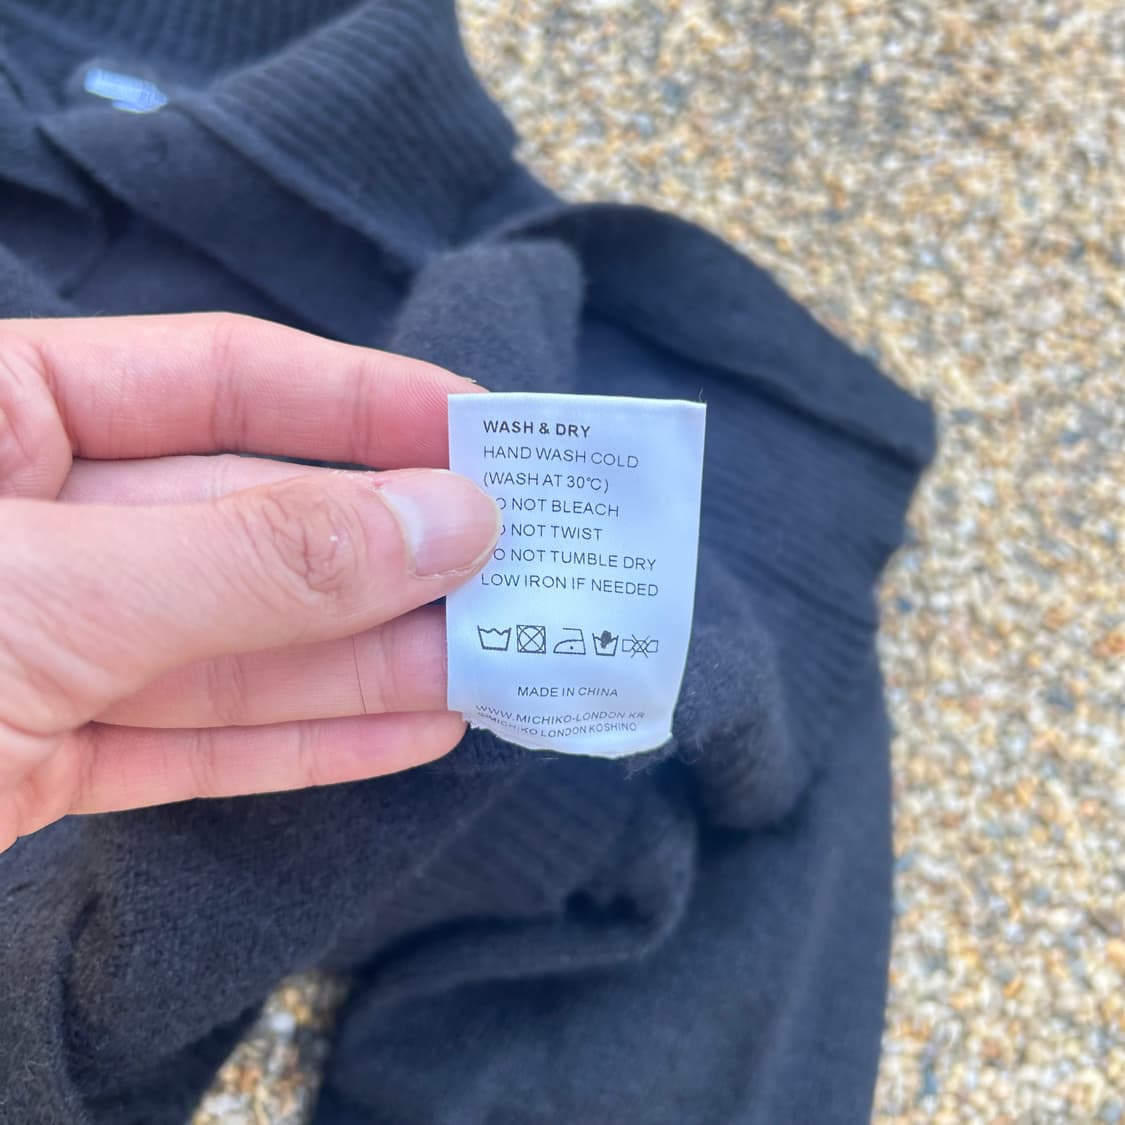 WASH & DRY
HAND WASH COLD
(WASH AT 30°C)
O NOT BLEACH
O NOT TWIST
O NOT TUMBLE DRY
LOW IRON IF NEEDED
MADE IN CHINA
WWW.MICHIKO-LONDON.KR
@MICHIKO LONDON KOSHINO